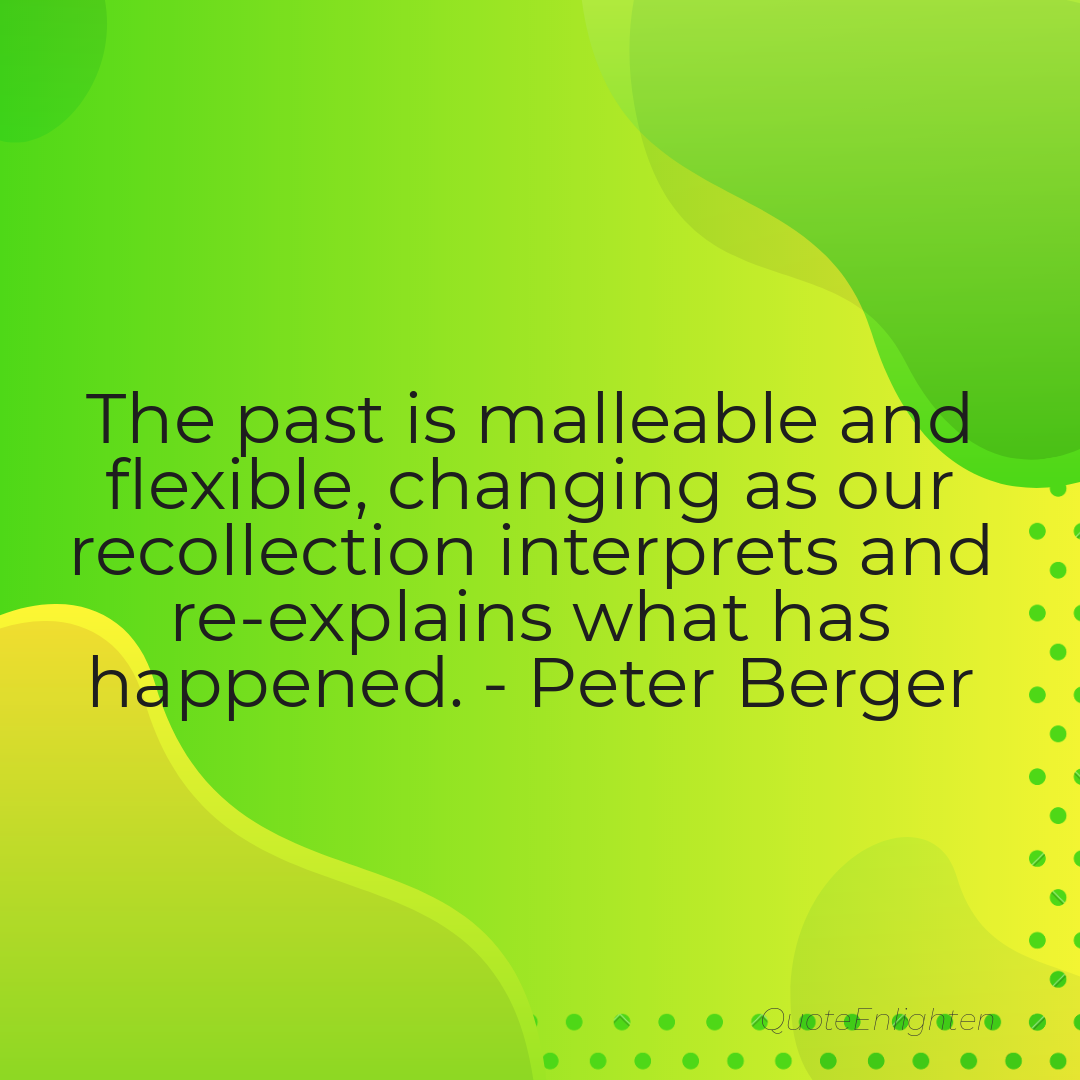 The past is malleable and
flexible, changing as our
recollection interprets and
re-explains what has
happened. - Peter Berger
QuoteEnlighten